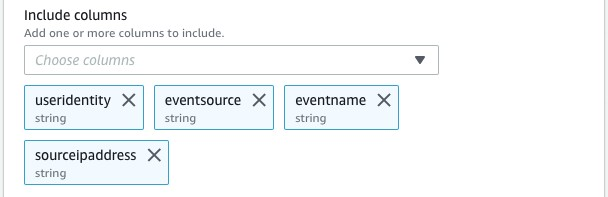 Include columns
Add one or more columns to include.
Choose columns
useridentity eventsource eventname
string string string
sourceipaddress
string